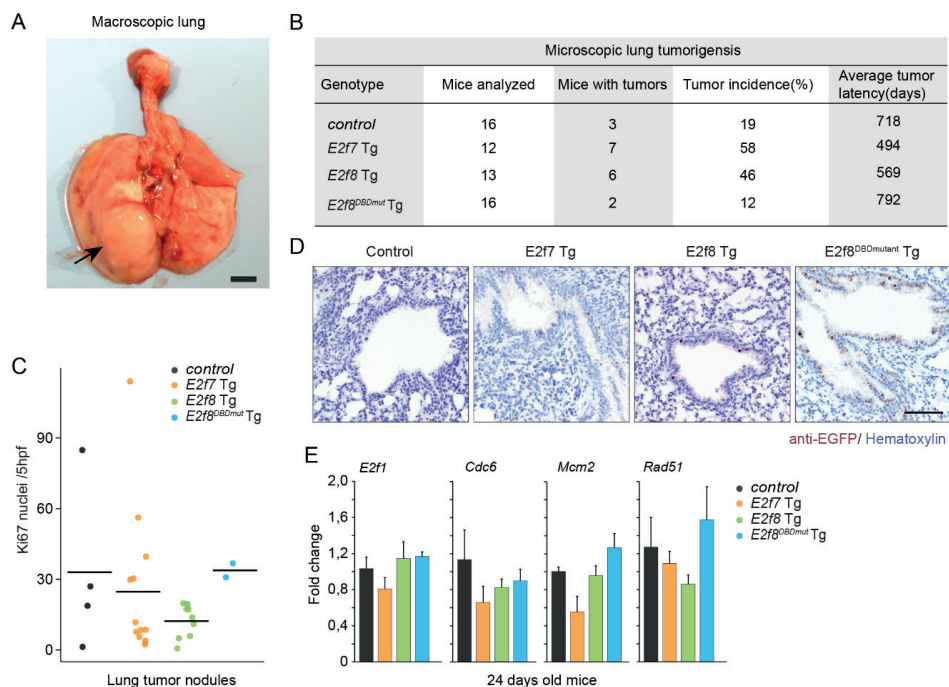 A
Macroscopic lung
B
Microscopic lung tumorigensis
Genotype Mice analyzed Mice with tumors Tumor incidence(%) Average tumor latency(days)
control 16 3 19 718
E2f7 Tg 12 7 58 494
E2f8 Tg 13 6 46 569
E2f8DBDmut Tg 16 2 12 792
C
control
E2f7 Tg
E2f8 Tg
E2f8DBDmut Tg
Ki67 nuclei /5hpf
90
60
30
0
Lung tumor nodules
D
Control E2f7 Tg E2f8 Tg E2f8DBDmutant Tg
anti-EGFP/ Hematoxylin
E
E2f1 Cdc6 Mcm2 Rad51
control
E2f7 Tg
E2f8 Tg
E2f8DBDmut Tg
Fold change
2,0
1,6
1,2
0,8
0,4
0
24 days old mice